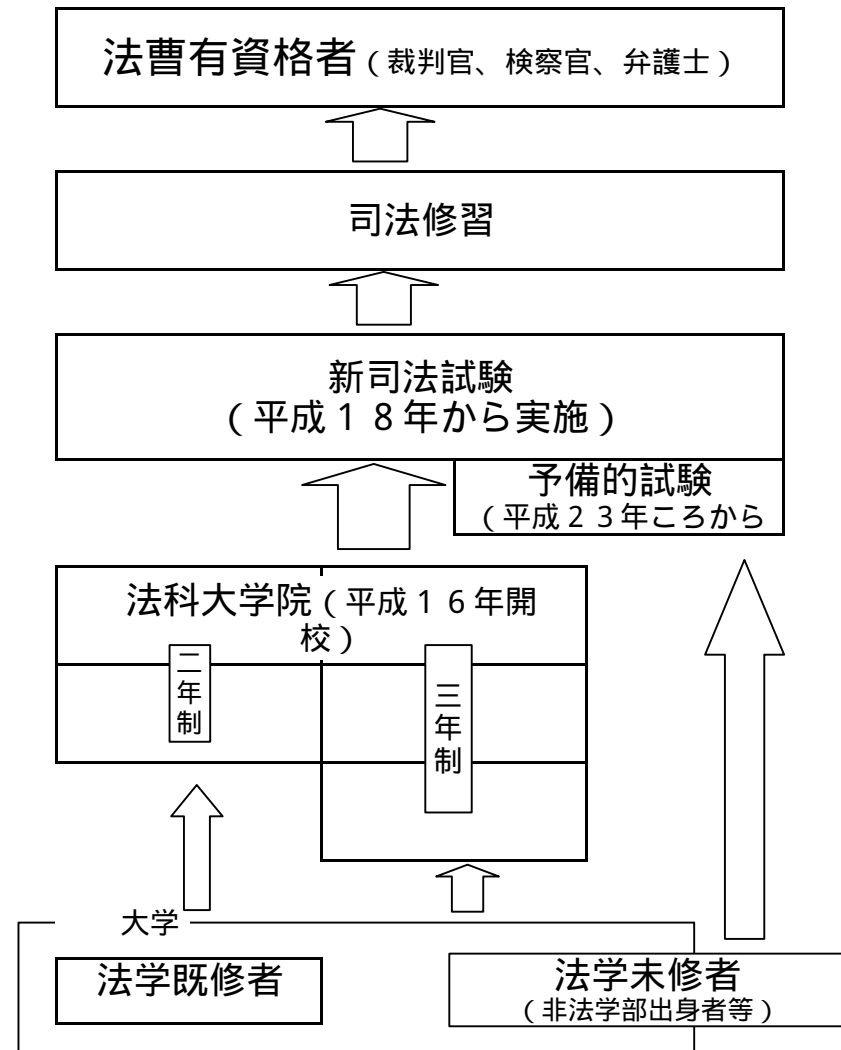 法曹有資格者（裁判官、検察官、弁護士）
司法修習
新司法試験
（平成１８年から実施）
予備的試験
（平成２３年ころから
法科大学院（平成１６年開
校）
二年制
三年制
大学
法学既修者
法学未修者
（非法学部出身者等）